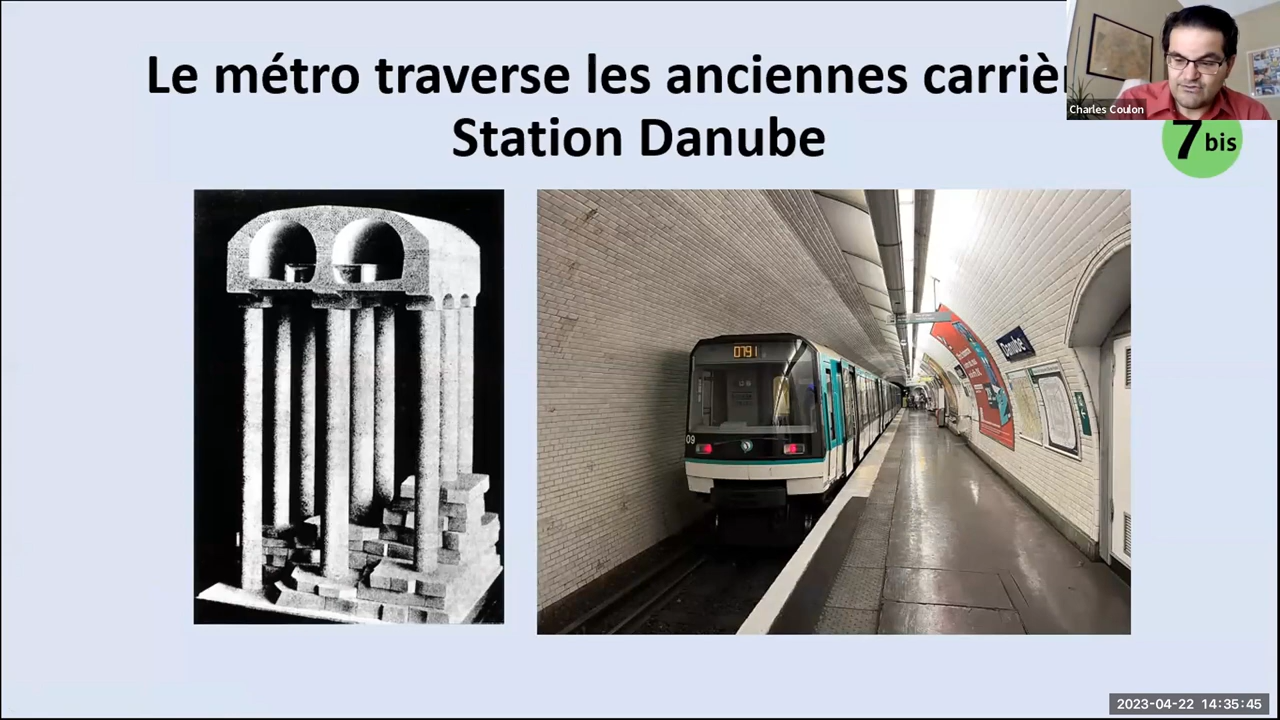 Le métro traverse les anciennes carriè
Station Danube
Charles Coulon
7 bis
0791
Danube
09
2023-04-22 14:35:45